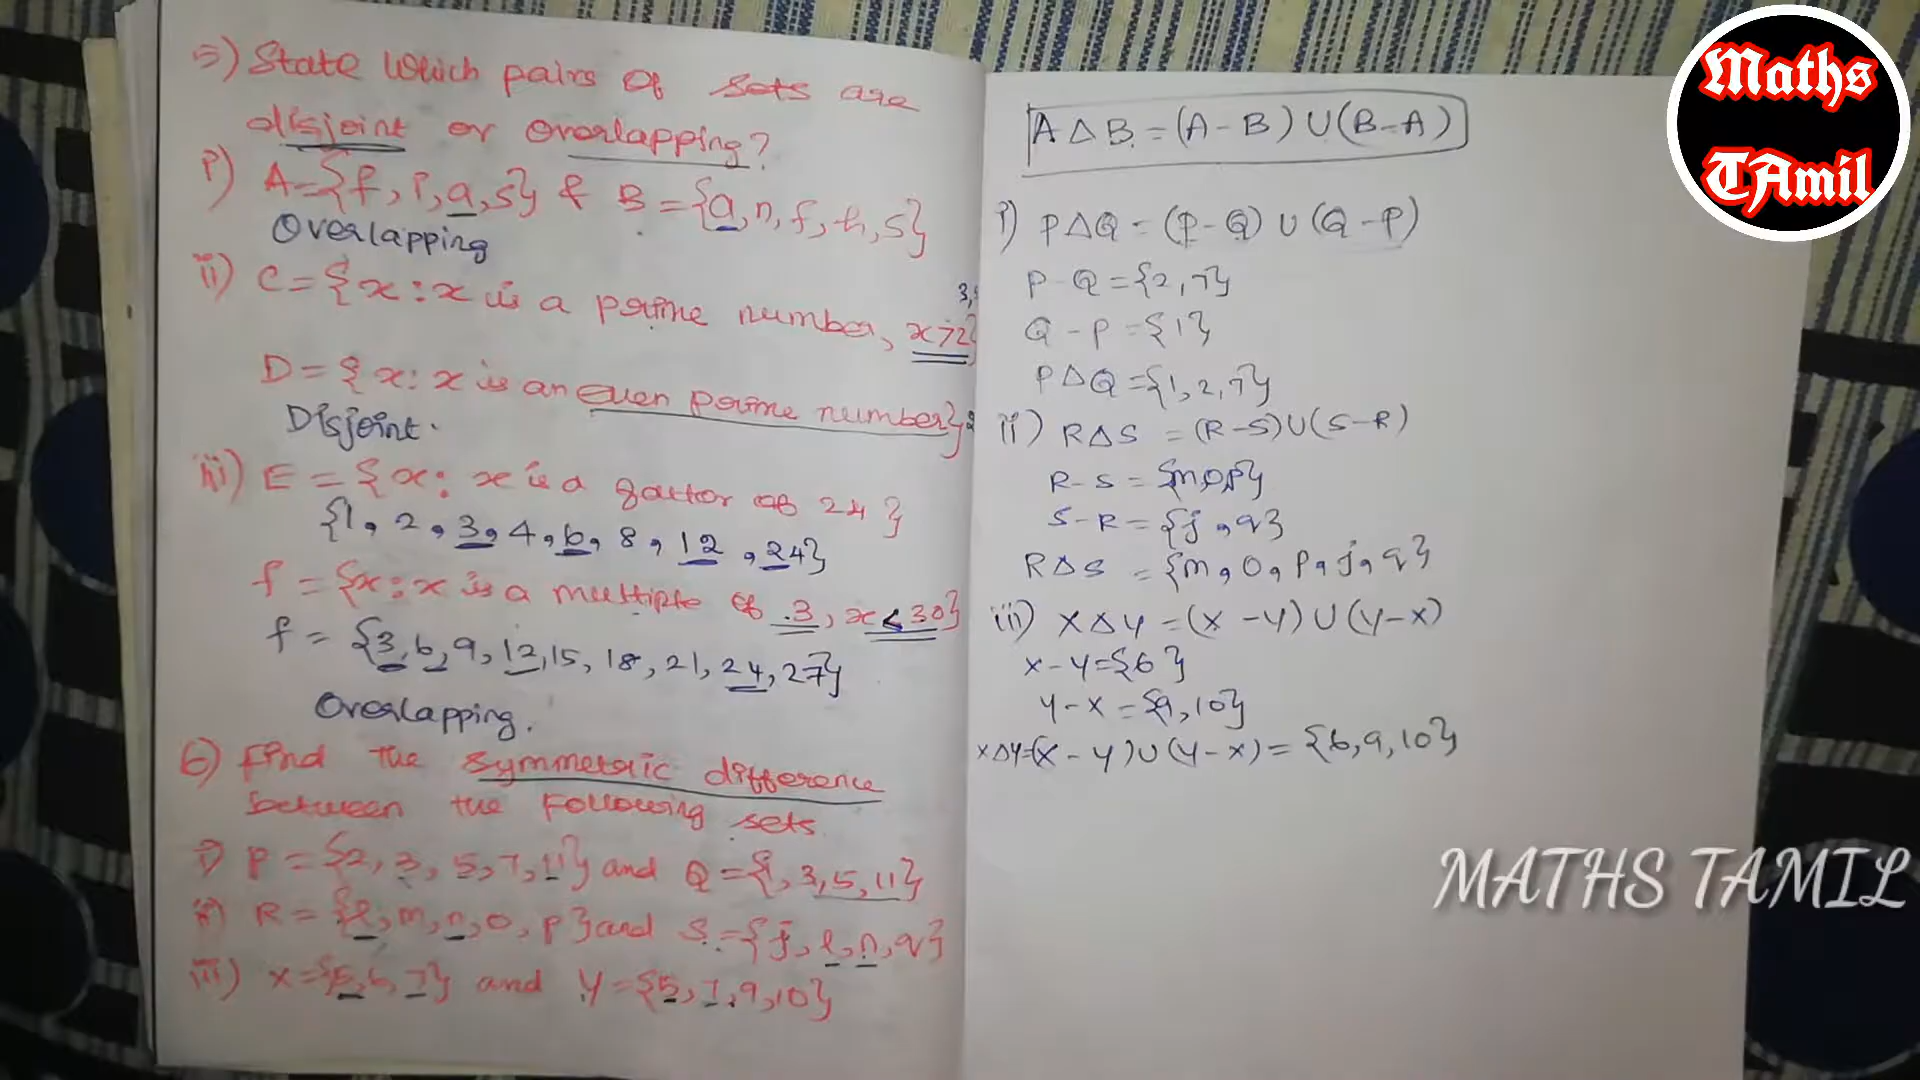 5) State Which pairs of sets are
disjoint or overlapping?
i) A={f, i, a, s} & B = {a, n, f, h, s}
Overlapping
ii) C={x : x is a prime number, x>2}
D = {x : x is an even prime number}
Disjoint.
iii) E = {x : x is a factor of 24}
{1, 2, 3, 4, 6, 8, 12, 24}
f = {x : x is a multiple of 3, x<30}
f = {3, 6, 9, 12, 15, 18, 21, 24, 27}
Overlapping.
6) Find the symmetric difference
between the following sets.
i) P = {2, 3, 5, 7, 11} and Q = {1, 3, 5, 11}
ii) R = {l, m, n, o, p} and S = {j, l, n, q}
iii) X={5, 6, 7} and Y={5, 7, 9, 10}
A Δ B = (A - B) U (B - A)
i) P Δ Q = (P - Q) U (Q - P)
P - Q = {2, 7}
Q - P = {1}
P Δ Q = {1, 2, 7}
ii) R Δ S = (R-S) U (S-R)
R-S = {m, o, p}
S-R = {j, q}
R Δ S = {m, o, p, j, q}
iii) X Δ Y = (X - Y) U (Y - X)
X - Y = {6}
Y - X = {9, 10}
X Δ Y = (X - Y) U (Y - X) = {6, 9, 10}
Maths
TAmil
MATHS TAMIL